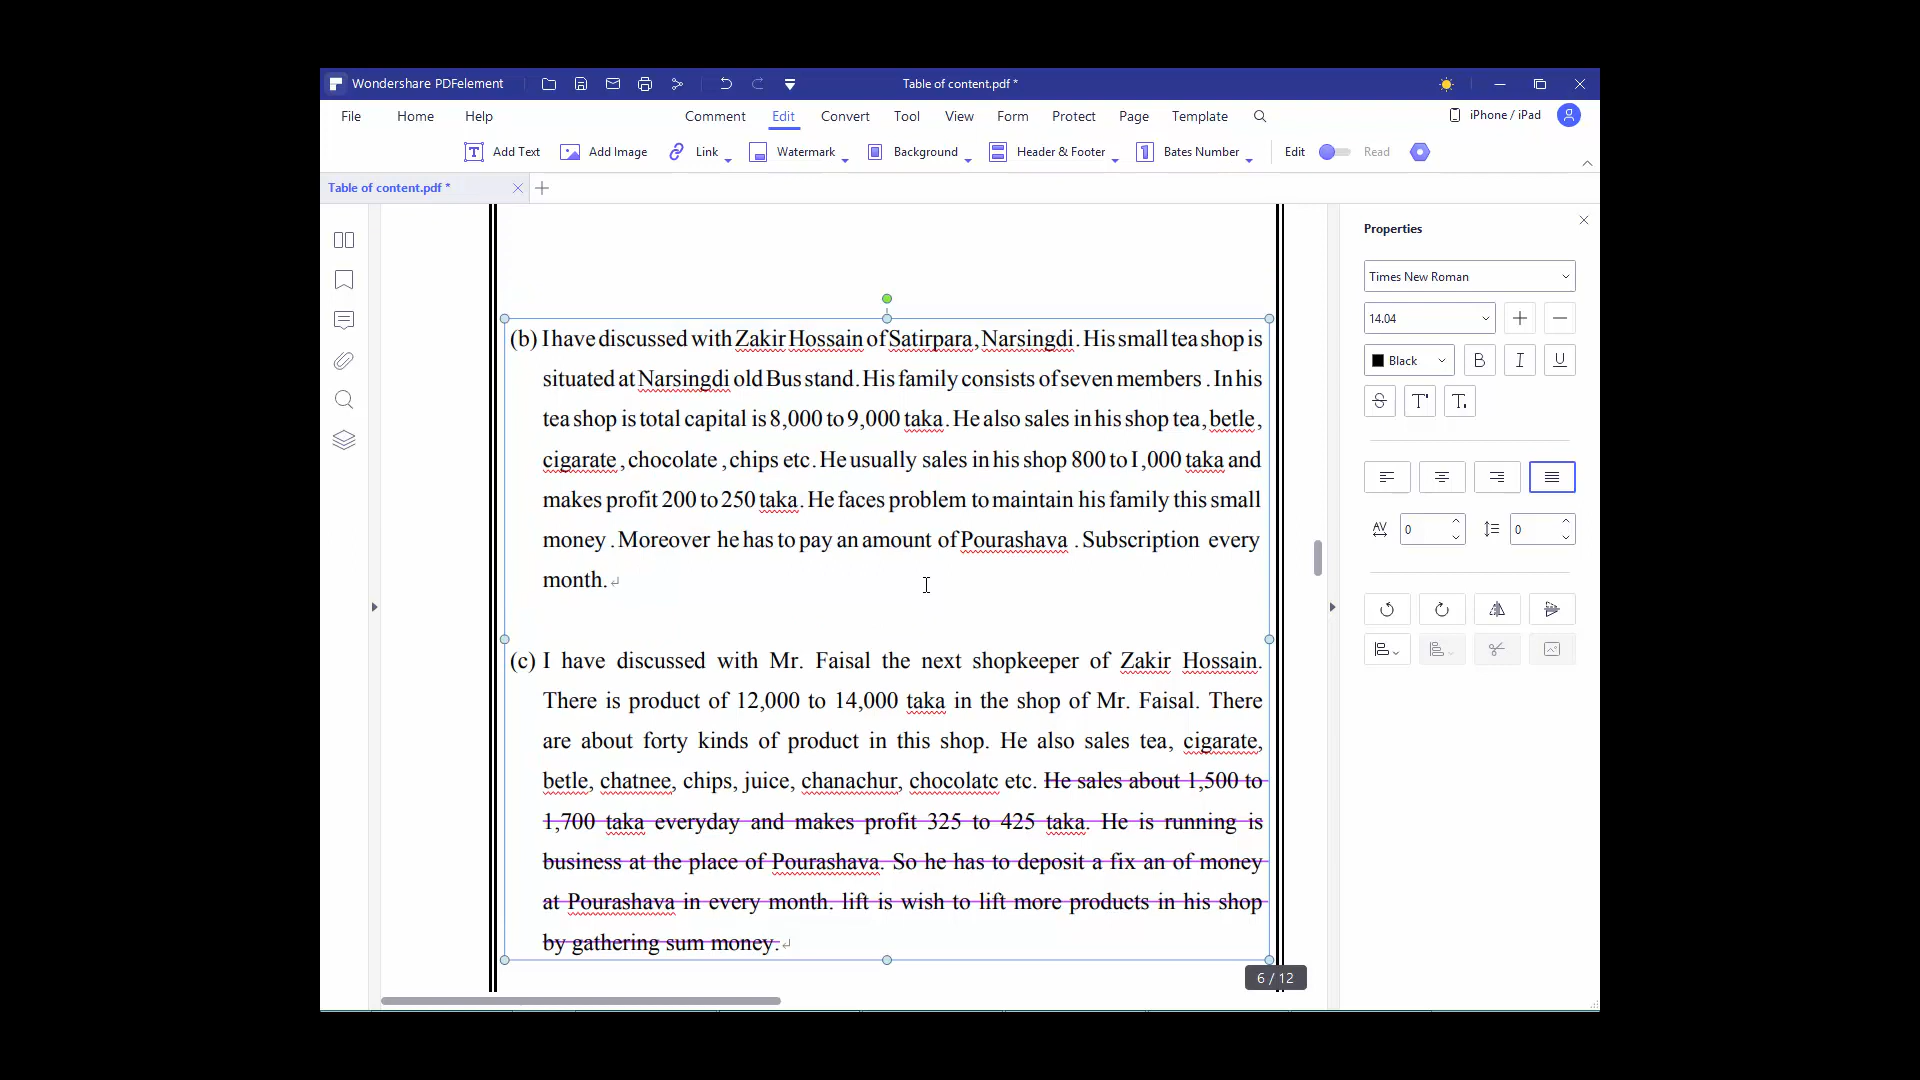 Wondershare PDFelement
Table of content.pdf *
File Home Help Comment Edit Convert Tool View Form Protect Page Template iPhone / iPad
Add Text Add Image Link Watermark Background Header & Footer Bates Number Edit Read
Table of content.pdf *
Properties
Times New Roman
14.04
Black B I U
S T' T,
AV 0 0
(b) I have discussed with Zakir Hossain of Satirpara, Narsingdi. His small tea shop is
situated at Narsingdi old Bus stand. His family consists of seven members . In his
tea shop is total capital is 8,000 to 9,000 taka. He also sales in his shop tea, betle,
cigarate, chocolate , chips etc. He usually sales in his shop 800 to I,000 taka and
makes profit 200 to 250 taka. He faces problem to maintain his family this small
money . Moreover he has to pay an amount of Pourashava . Subscription every
month.
(c) I have discussed with Mr. Faisal the next shopkeeper of Zakir Hossain.
There is product of 12,000 to 14,000 taka in the shop of Mr. Faisal. There
are about forty kinds of product in this shop. He also sales tea, cigarate,
betle, chatnee, chips, juice, chanachur, chocolatc etc. He sales about 1,500 to
1,700 taka everyday and makes profit 325 to 425 taka. He is running is
business at the place of Pourashava. So he has to deposit a fix an of money
at Pourashava in every month. lift is wish to lift more products in his shop
by gathering sum money.
6 / 12